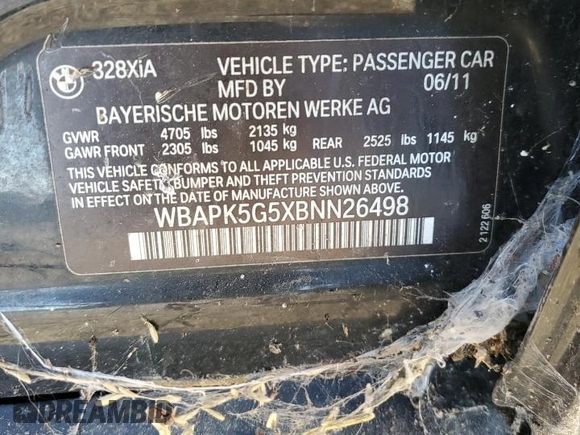 328XiA VEHICLE TYPE: PASSENGER CAR
MFD BY 06/11
BAYERISCHE MOTOREN WERKE AG
GVWR 4705 lbs 2135 kg
GAWR FRONT 2305 lbs 1045 kg REAR 2525 lbs 1145 kg
THIS VEHICLE CONFORMS TO ALL APPLICABLE U.S. FEDERAL MOTOR
VEHICLE SAFETY BUMPER AND THEFT PREVENTION STANDARDS
IN EFFECT ON THE DATE OF MANUFACTURE SHOWN ABOVE
WBAPK5G5XBNN26498
2 122 606
DREAMBID